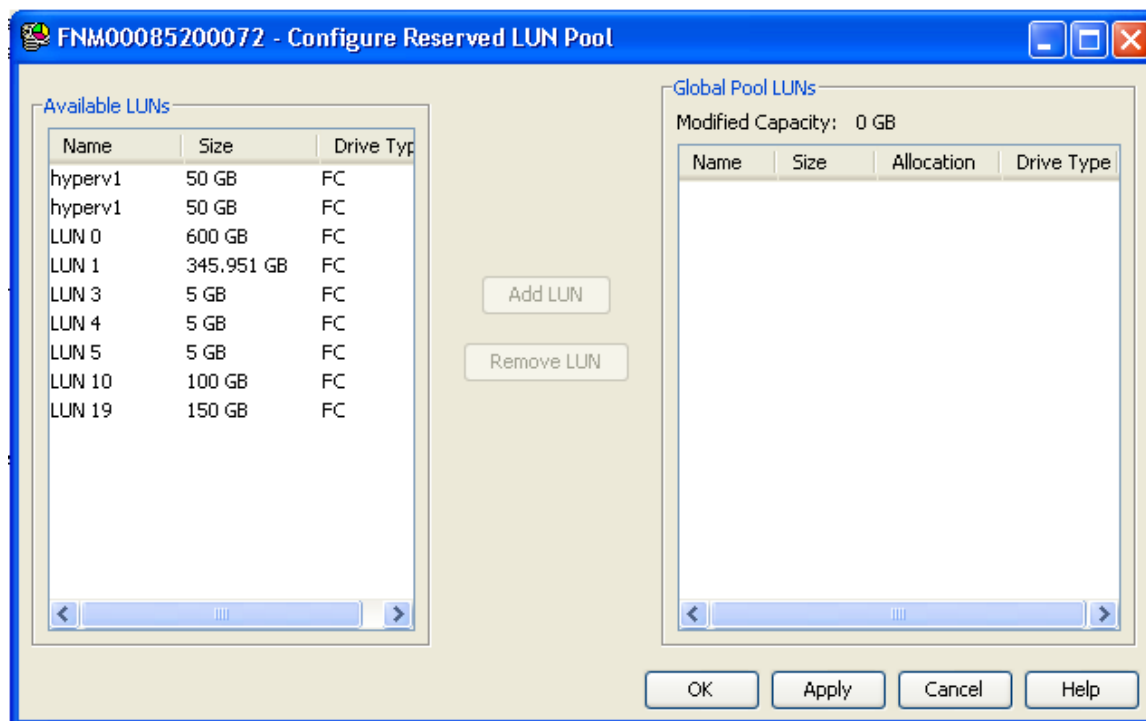 FNM00085200072 - Configure Reserved LUN Pool
Available LUNs
Name Size Drive Typ
hyperv1 50 GB FC
hyperv1 50 GB FC
LUN 0 600 GB FC
LUN 1 345.951 GB FC
LUN 3 5 GB FC
LUN 4 5 GB FC
LUN 5 5 GB FC
LUN 10 100 GB FC
LUN 19 150 GB FC
Add LUN
Remove LUN
Global Pool LUNs
Modified Capacity: 0 GB
Name Size Allocation Drive Type
OK Apply Cancel Help